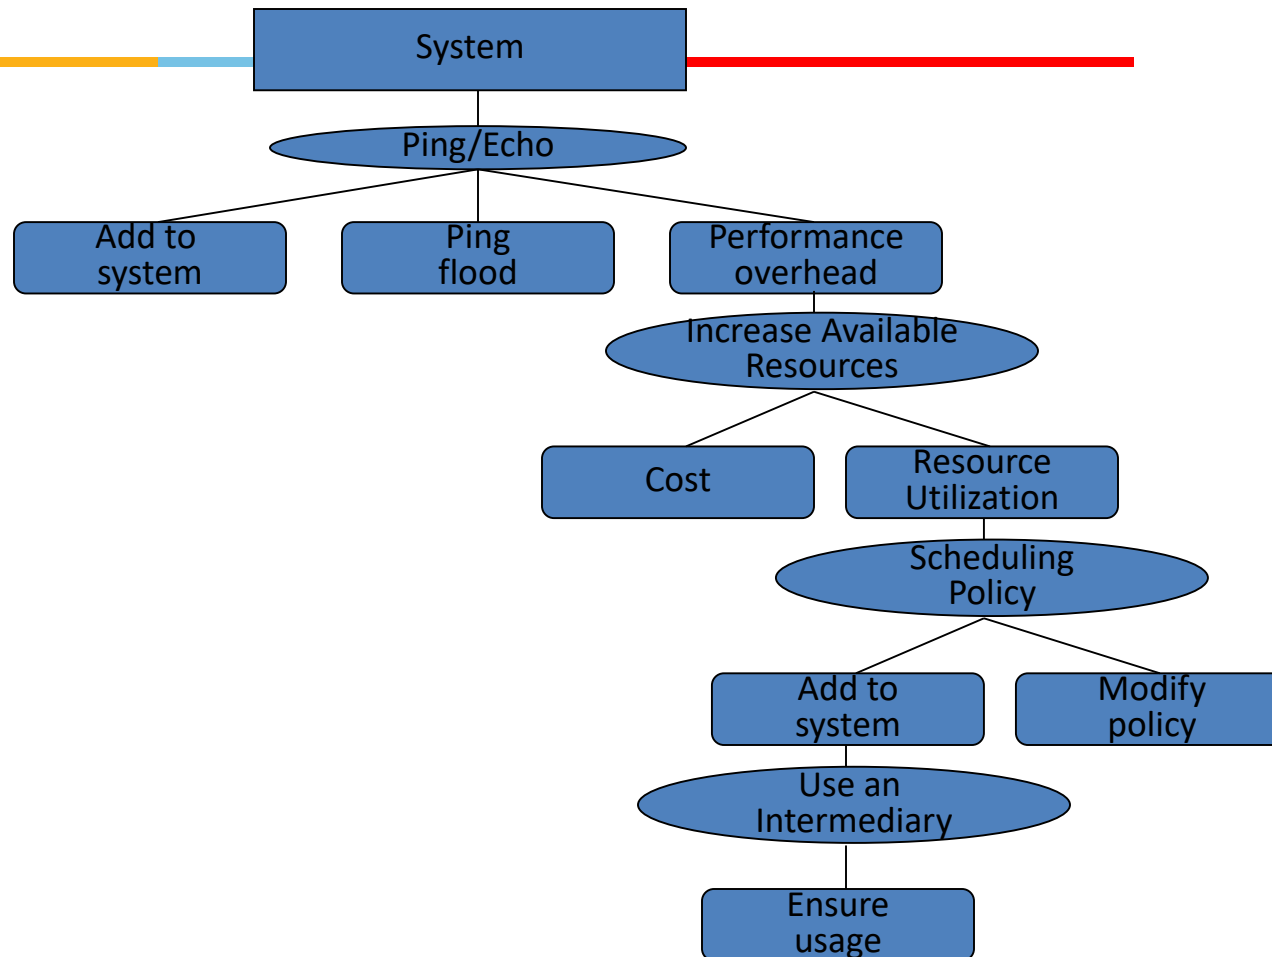 System
Ping/Echo
Add to
system
Ping
flood
Performance
overhead
Increase Available
Resources
Cost
Resource
Utilization
Scheduling
Policy
Add to
system
Modify
policy
Use an
Intermediary
Ensure
usage